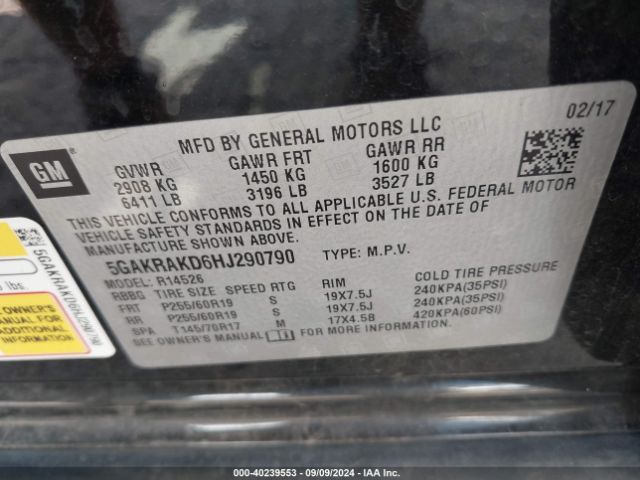 MFD BY GENERAL MOTORS LLC 02/17
GM
GVWR GAWR FRT GAWR RR
2908 KG 1450 KG 1600 KG
6411 LB 3196 LB 3527 LB
THIS VEHICLE CONFORMS TO ALL APPLICABLE U.S. FEDERAL MOTOR
VEHICLE SAFETY STANDARDS IN EFFECT ON THE DATE OF
MANUFACTURE SHOWN ABOVE.
5GAKRAKD6HJ290790 TYPE: M.P.V.
MODEL: R14526
RBBG TIRE SIZE SPEED RTG RIM COLD TIRE PRESSURE
FRT P255/60R19 S 19X7.5J 240KPA(35PSI)
RR P255/60R19 S 19X7.5J 240KPA(35PSI)
SPA T145/70R17 M 17X4.5B 420KPA(60PSI)
SEE OWNER'S MANUAL
5GAKRAKD6HJ290790
lbs.
OWNER'S
MANUAL FOR
ADDITIONAL
INFORMATION
000-40239553 - 09/09/2024 - IAA Inc.